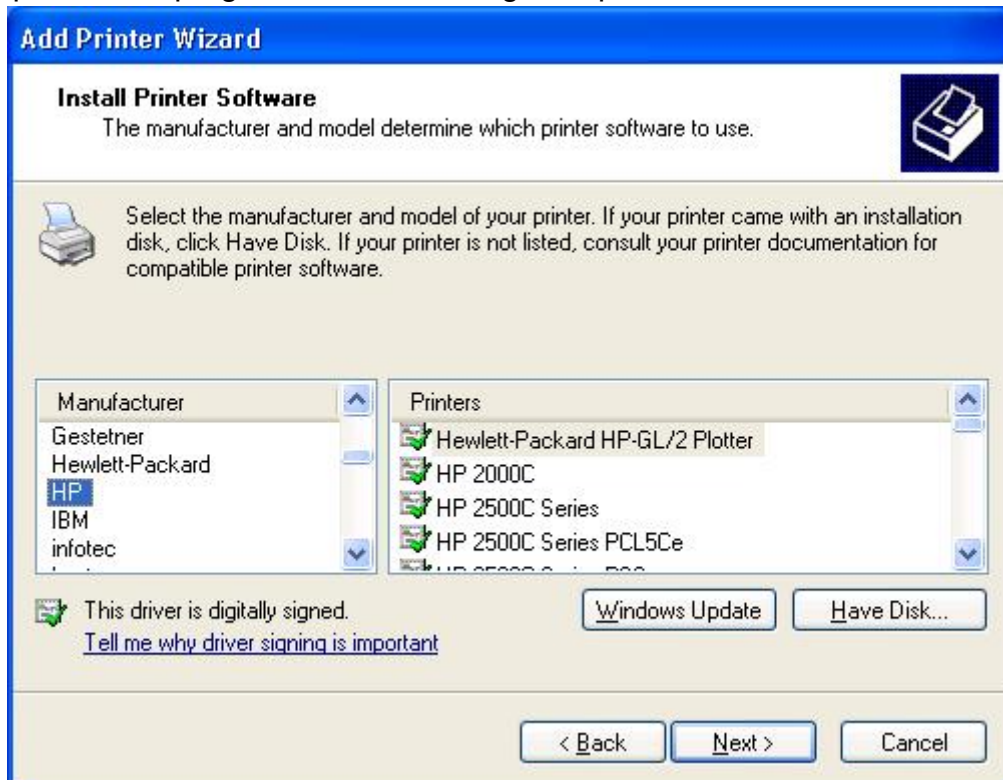 Add Printer Wizard
Install Printer Software
The manufacturer and model determine which printer software to use.
Select the manufacturer and model of your printer. If your printer came with an installation
disk, click Have Disk. If your printer is not listed, consult your printer documentation for
compatible printer software.
Manufacturer
Gestetner
Hewlett-Packard
HP
IBM
infotec
Printers
Hewlett-Packard HP-GL/2 Plotter
HP 2000C
HP 2500C Series
HP 2500C Series PCL5Ce
This driver is digitally signed.
Tell me why driver signing is important
Windows Update
Have Disk...
< Back
Next >
Cancel